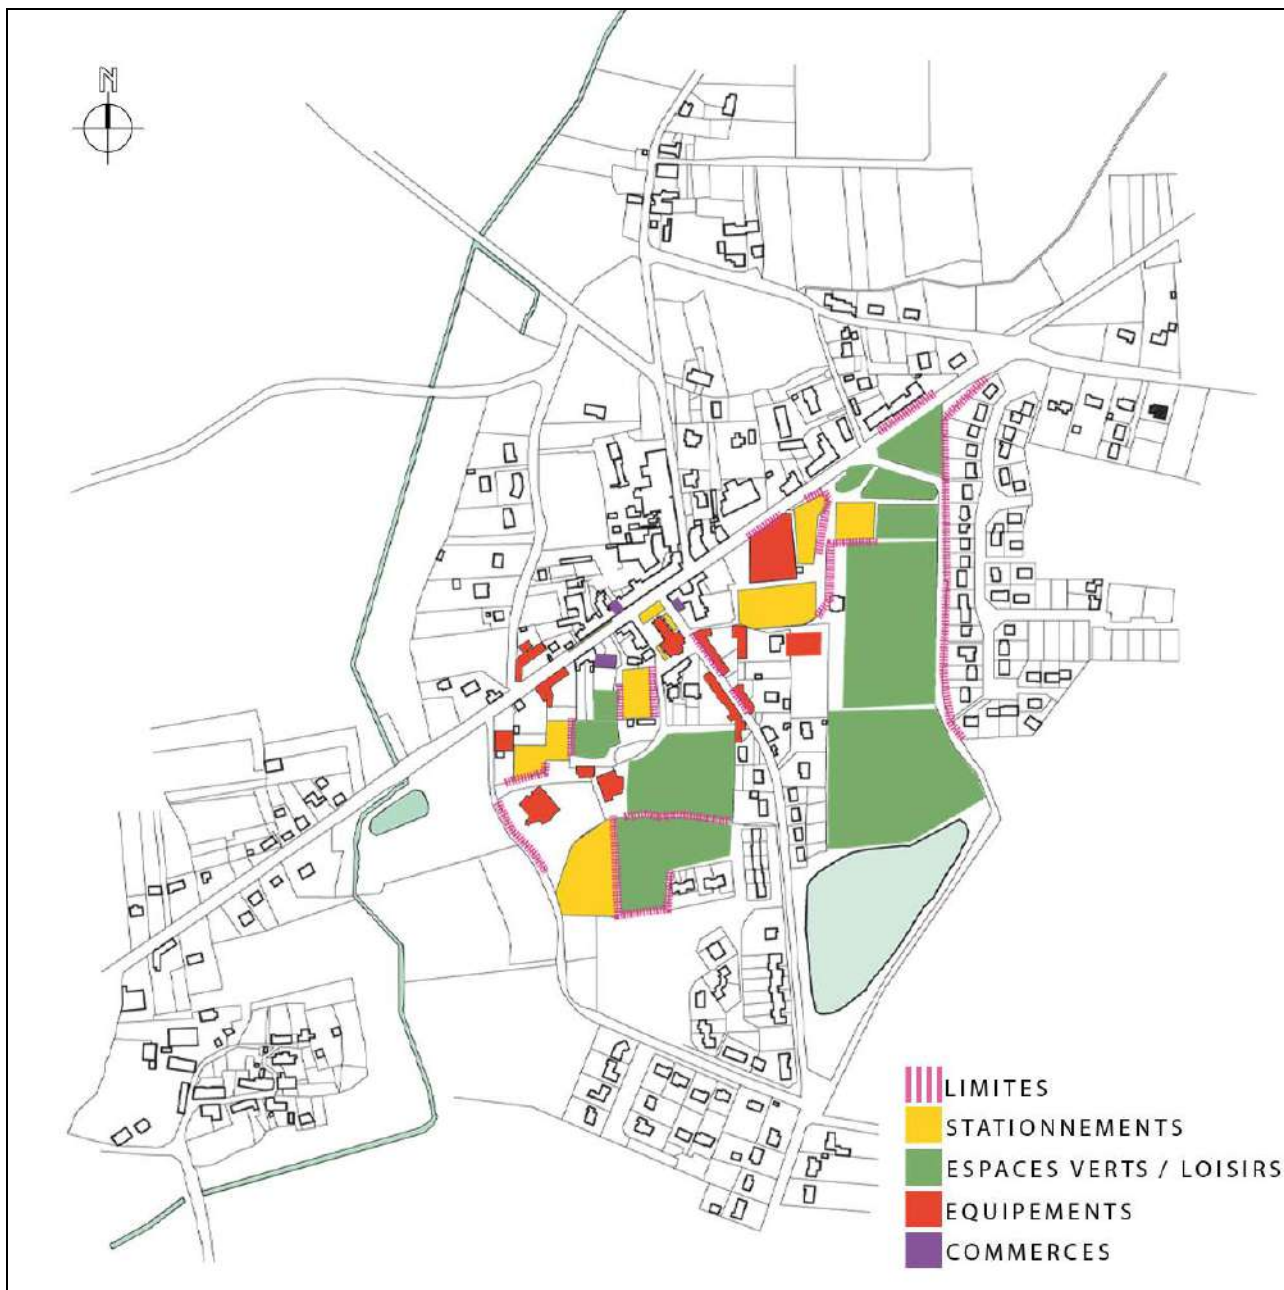 N
LIMITES
STATIONNEMENTS
ESPACES VERTS / LOISIRS
EQUIPEMENTS
COMMERCES